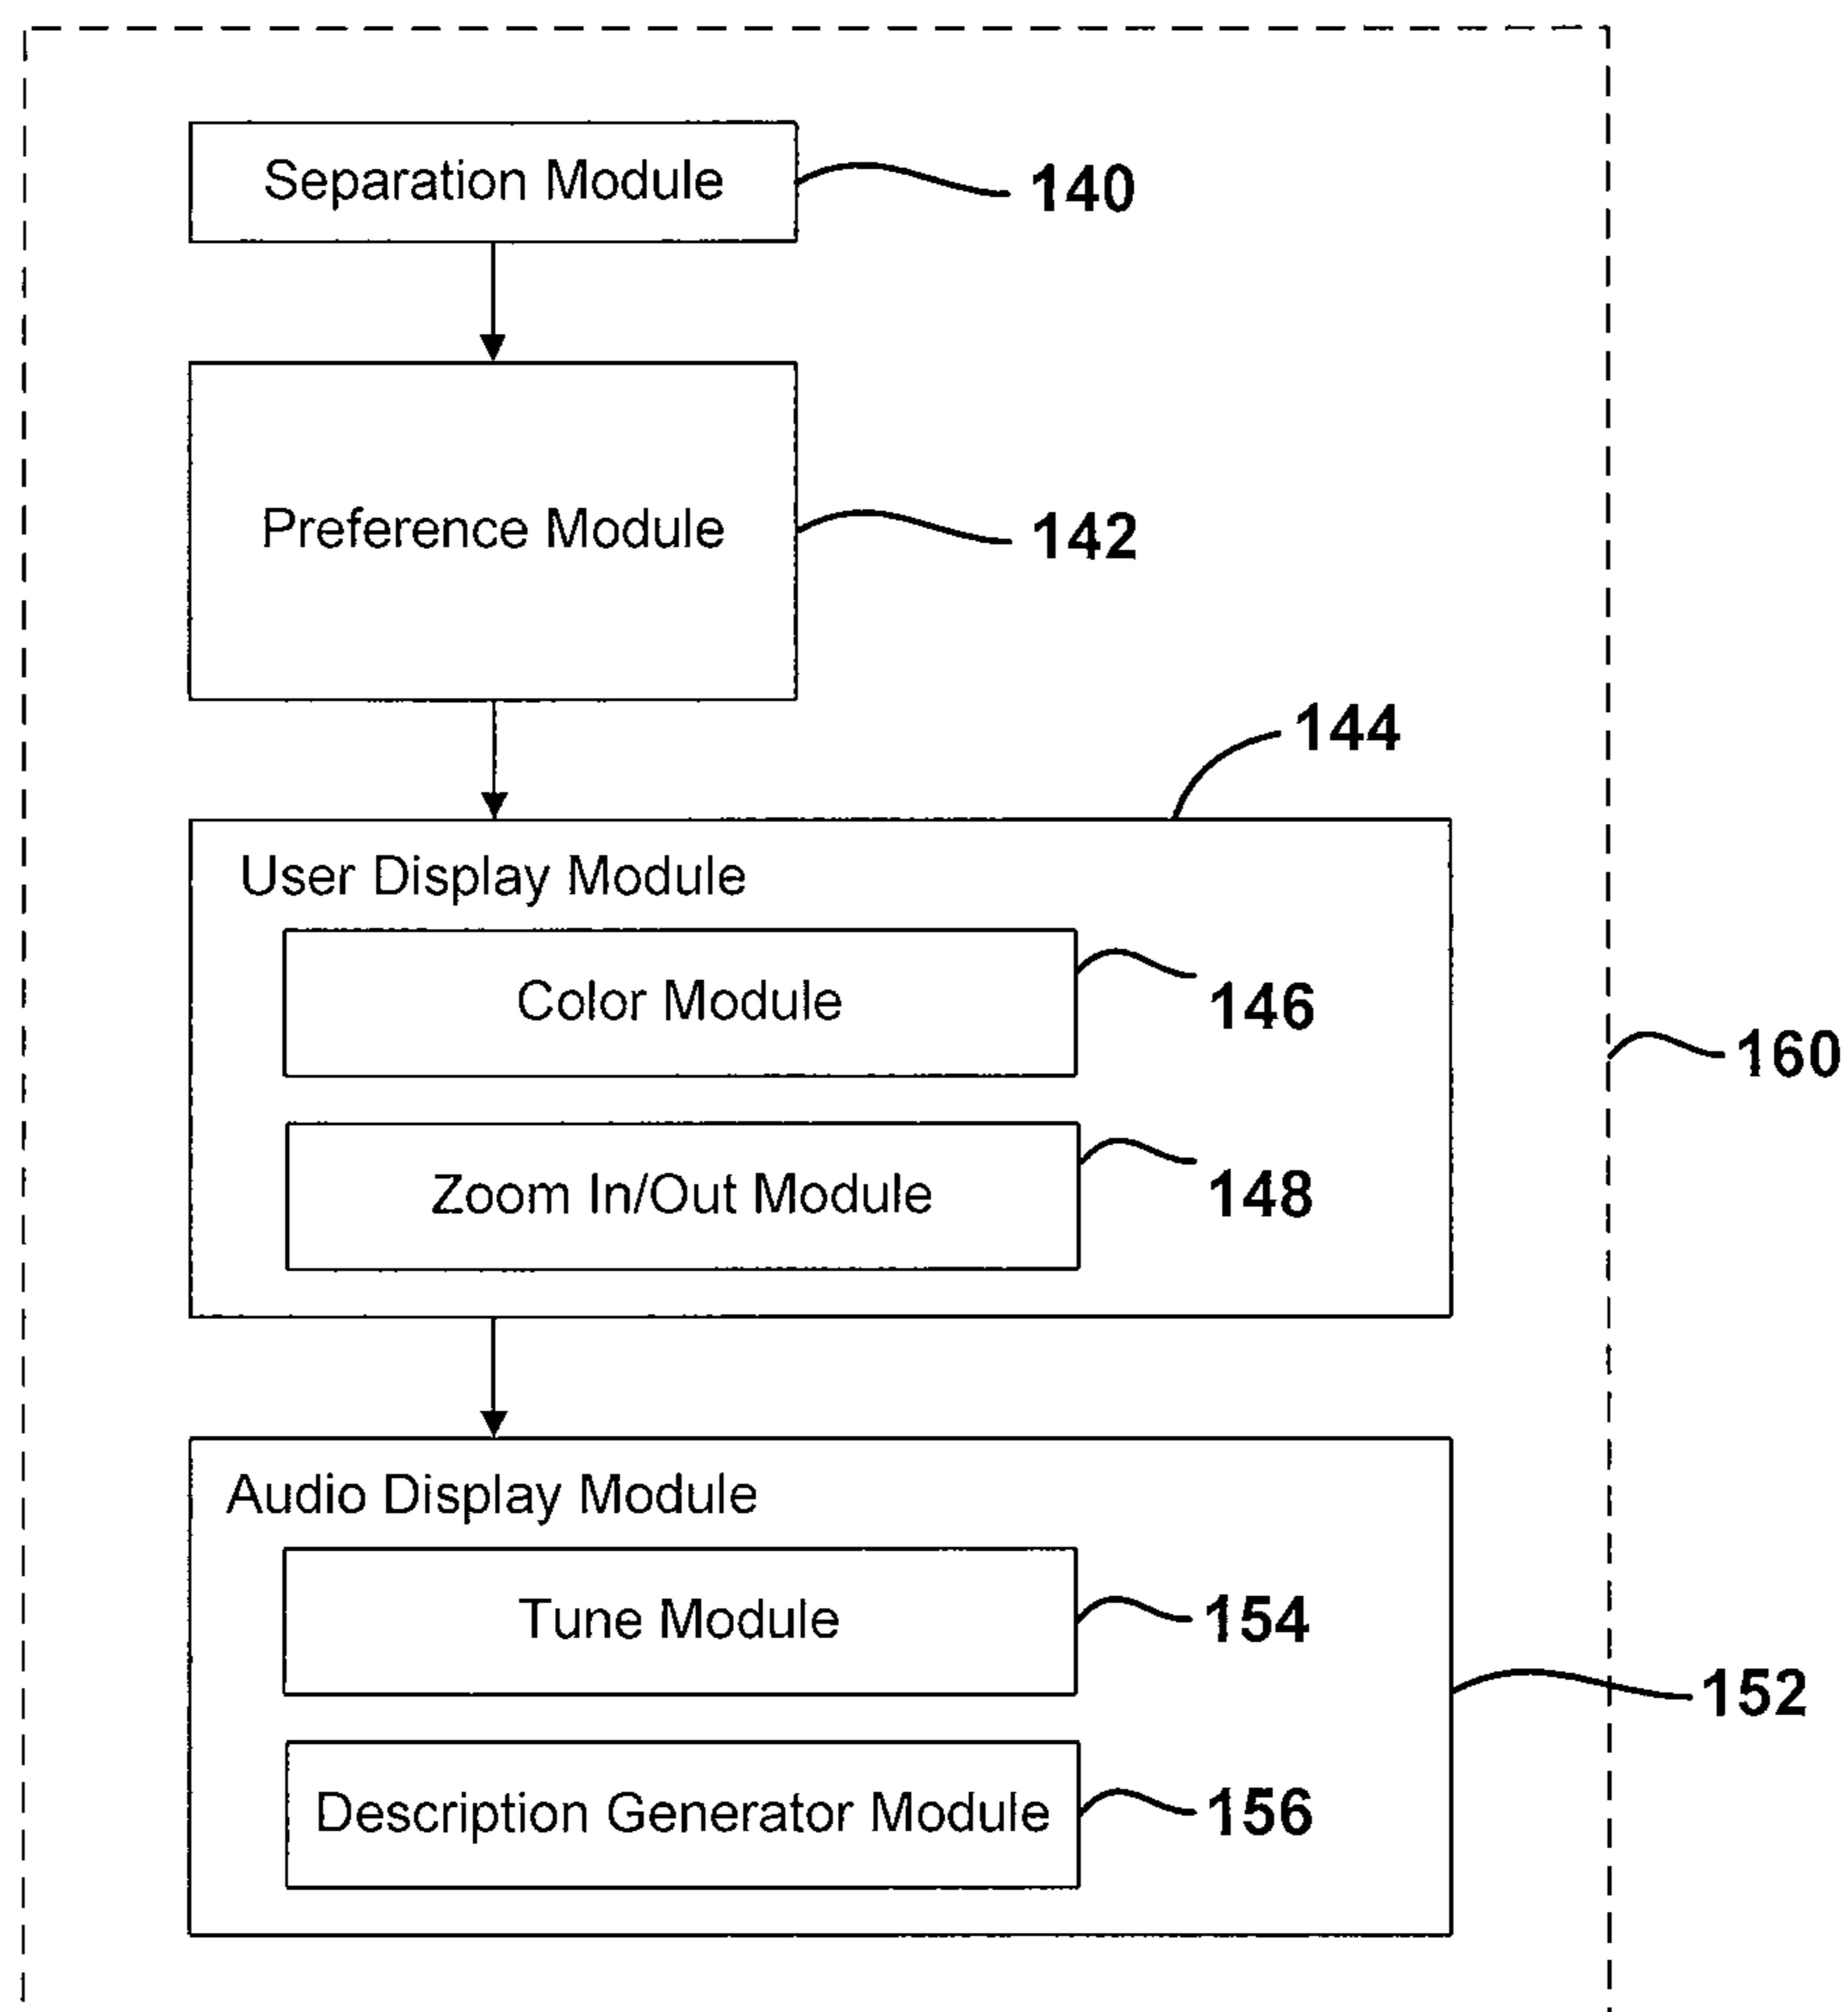 Separation Module
140
Preference Module
142
144
User Display Module
Color Module
146
160
Zoom In/Out Module
148
Audio Display Module
Tune Module
154
152
Description Generator Module
156